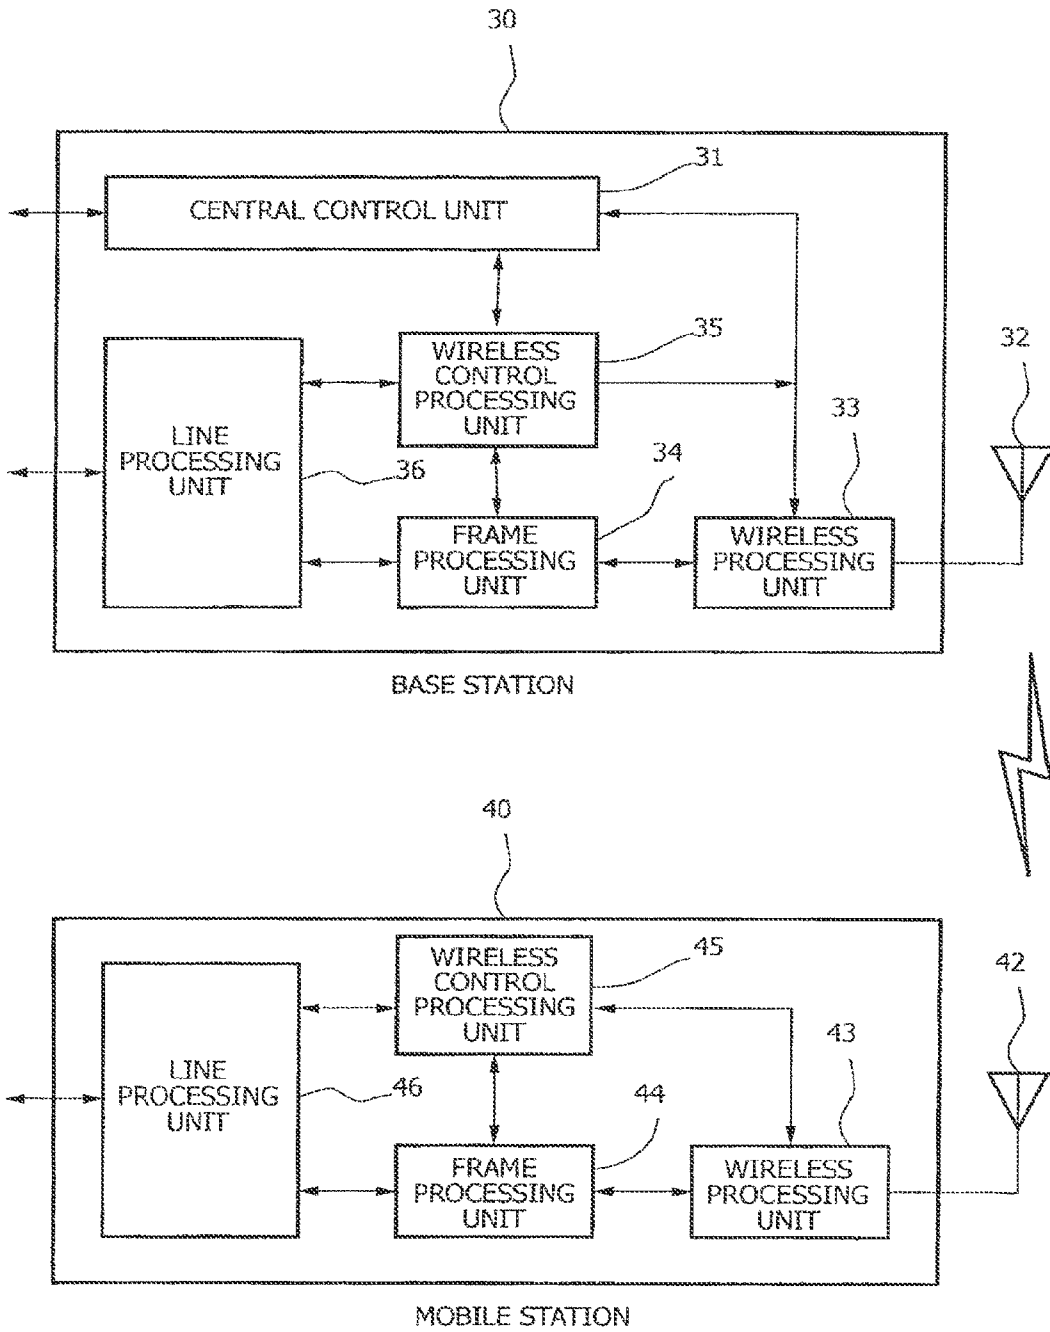 30
31
CENTRAL CONTROL UNIT
35
32
WIRELESS
CONTROL
PROCESSING
UNIT
33
LINE
PROCESSING
UNIT
36
34
FRAME
PROCESSING
UNIT
WIRELESS
PROCESSING
UNIT
BASE STATION
40
45
42
WIRELESS
CONTROL
PROCESSING
UNIT
43
LINE
PROCESSING
UNIT
46
44
FRAME
PROCESSING
UNIT
WIRELESS
PROCESSING
UNIT
MOBILE STATION